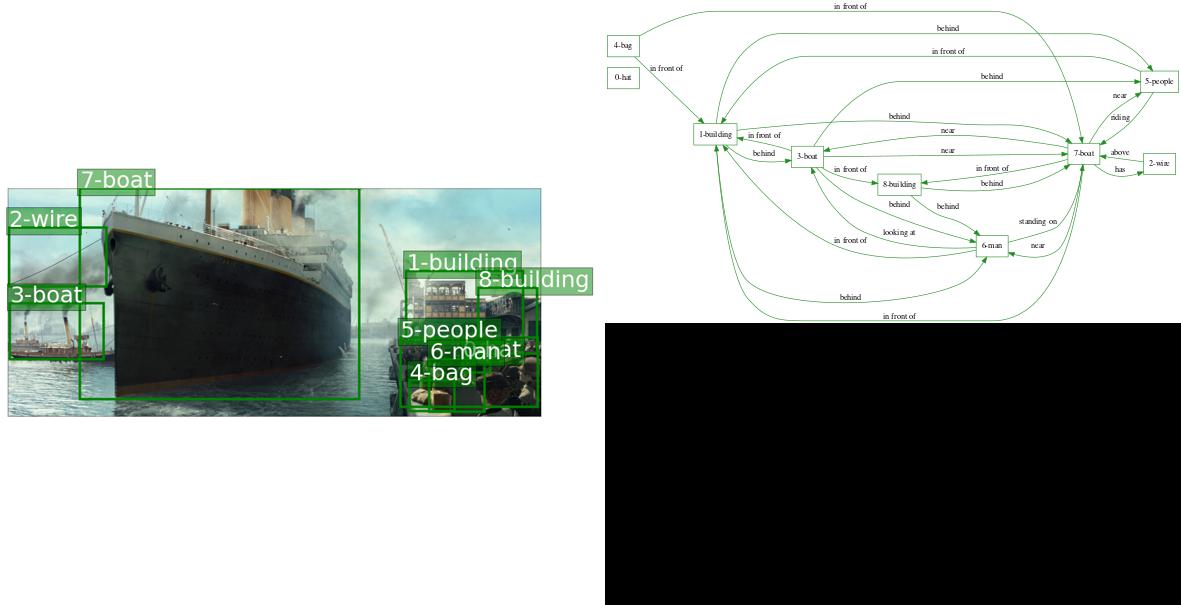 7-boat
2-wire
3-boat
1-building
8-building
5-people
6-man
4-bag
in front of
behind
in front of
4-bag
in front of
0-hat
behind
5-people
near
nding
1-building
behind
in front of
near
behind
3-boat
near
7-boat
above
2-wire
has
in front of
in front of
8-building
behind
behind
behind
standing on
looking at
in front of
6-man
near
behind
in front of